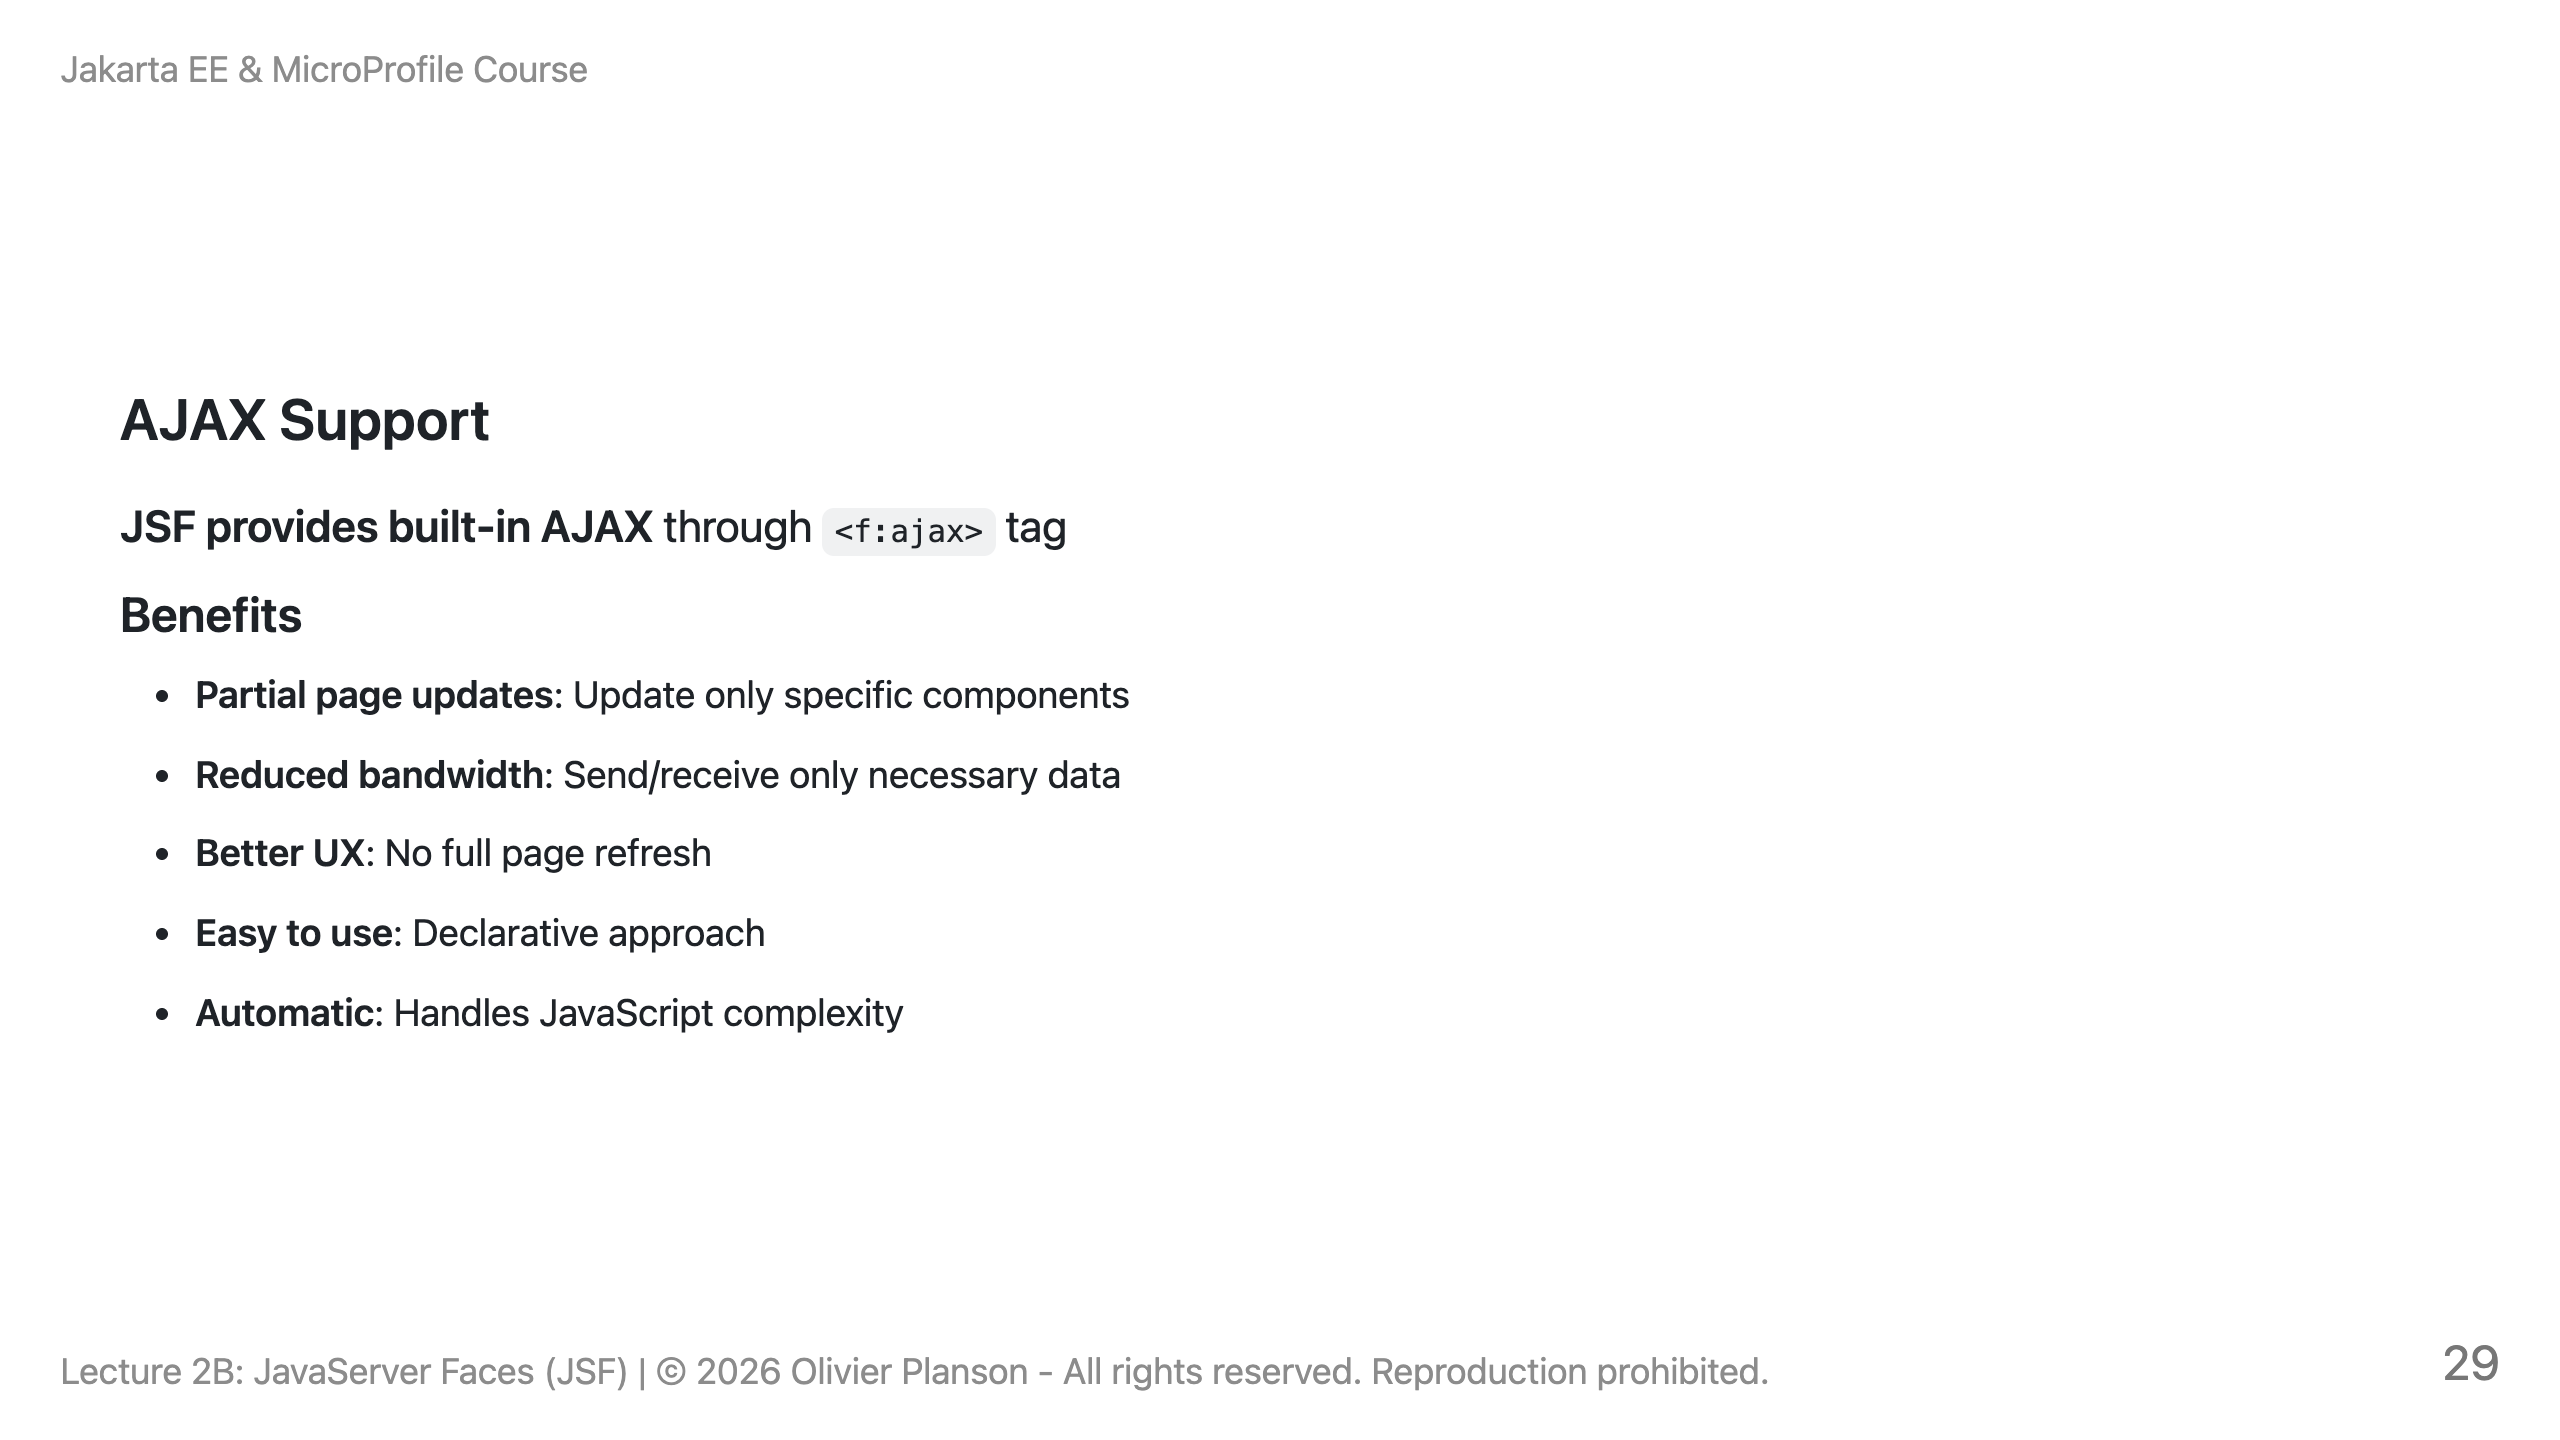 Jakarta EE & MicroProfile Course
AJAX Support
JSF provides built-in AJAX through <f:ajax> tag
Benefits
• Partial page updates: Update only specific components
• Reduced bandwidth: Send/receive only necessary data
• Better UX: No full page refresh
• Easy to use: Declarative approach
• Automatic: Handles JavaScript complexity
Lecture 2B: JavaServer Faces (JSF) | © 2026 Olivier Planson - All rights reserved. Reproduction prohibited.
29